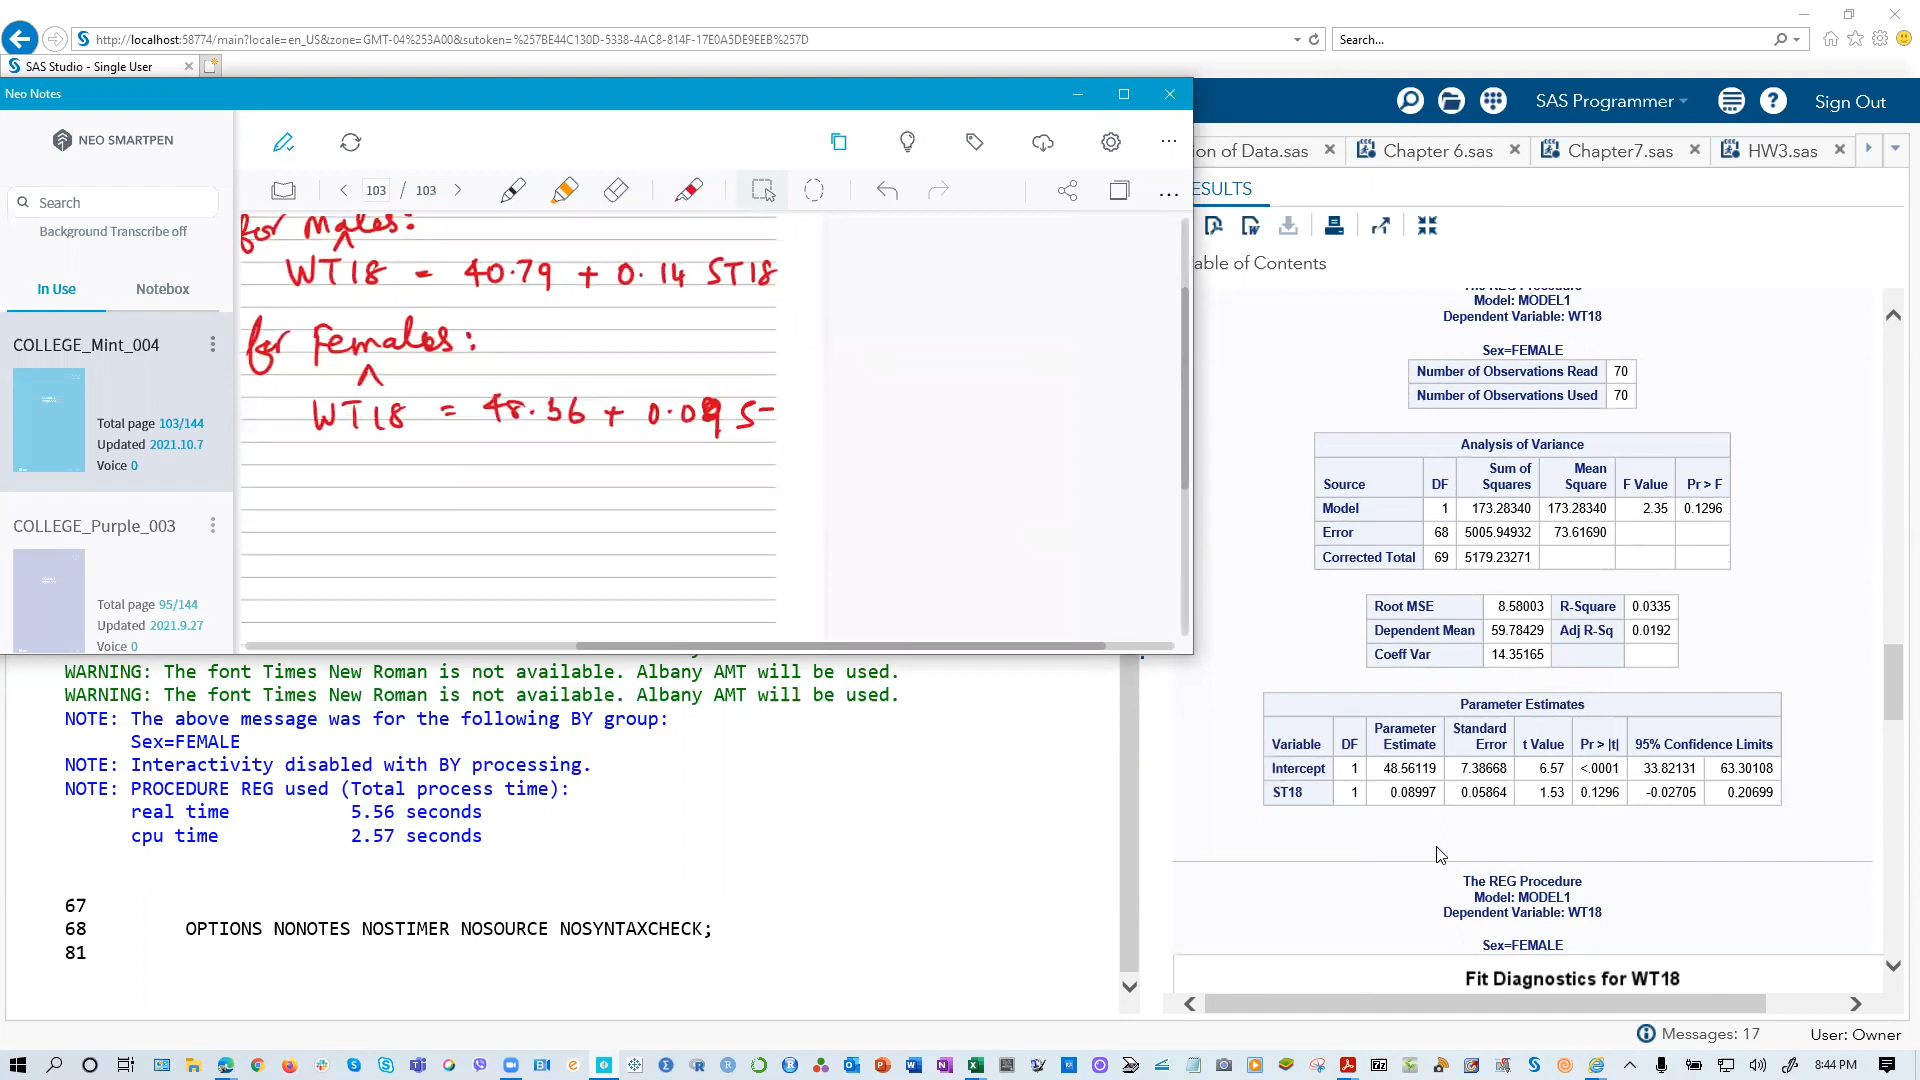 http://localhost:58774/main?locale=en_US&zone=GMT-04%253A00&sutoken=%257BE44C130D-5338-4AC8-814F-17E0A5DE9EEB%257D
Search...
SAS Studio - Single User
Neo Notes
SAS Programmer
Sign Out
NEO SMARTPEN
ion of Data.sas
Chapter 6.sas
Chapter7.sas
HW3.sas
103 / 103
ESULTS
Search
Background Transcribe off
In Use
Notebox
able of Contents
for Males:
WT18 = 40.79 + 0.14 ST18
for Females:
WT18 = 48.56 + 0.09 S
COLLEGE_Mint_004
Total page 103/144
Updated 2021.10.7
Voice 0
COLLEGE_Purple_003
Total page 95/144
Updated 2021.9.27
Voice 0
The REG Procedure
Model: MODEL1
Dependent Variable: WT18
Sex=FEMALE
Number of Observations Read 70
Number of Observations Used 70
Analysis of Variance
Source DF Sum of Squares Mean Square F Value Pr > F
Model 1 173.28340 173.28340 2.35 0.1296
Error 68 5005.94932 73.61690
Corrected Total 69 5179.23271
Root MSE 8.58003 R-Square 0.0335
Dependent Mean 59.78429 Adj R-Sq 0.0192
Coeff Var 14.35165
Parameter Estimates
Variable DF Parameter Estimate Standard Error t Value Pr > |t| 95% Confidence Limits
Intercept 1 48.56119 7.38668 6.57 <.0001 33.82131 63.30108
ST18 1 0.08997 0.05864 1.53 0.1296 -0.02705 0.20699
The REG Procedure
Model: MODEL1
Dependent Variable: WT18
Sex=FEMALE
Fit Diagnostics for WT18
WARNING: The font Times New Roman is not available. Albany AMT will be used.
WARNING: The font Times New Roman is not available. Albany AMT will be used.
NOTE: The above message was for the following BY group:
Sex=FEMALE
NOTE: Interactivity disabled with BY processing.
NOTE: PROCEDURE REG used (Total process time):
real time 5.56 seconds
cpu time 2.57 seconds
67
68 OPTIONS NONOTES NOSTIMER NOSOURCE NOSYNTAXCHECK;
81
Messages: 17
User: Owner
8:44 PM